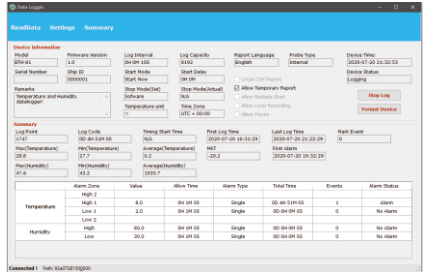 Data Logger
ReadData Settings Summary
Device Information
Model Firmware Version Log Interval Log Capacity Report Language Probe Type Device Time:
BTH-81 1.0 0H 0M 10S 8192 English Internal 2020-07-20 21:32:53
Serial Number Ship ID Start Mode Start Delay Device Status
0000001 Start Now 0H 0M Create CSV Report Logging
Remarks Stop Mode(Set) Stop Mode(Actual) Allow Temporary Report
Temperature and Humidity datalogger! Software N/A Allow Multiple Start Stop Log
Temperature unit Time Zone Allow Loop Recording
°C UTC + 00:00 Allow Pause Format Device
Summary
Log Point Log Cycle Timing Start Time First Log Time Last Log Time Mark Event
1747 0D 4H 51M 0S N/A 2020-07-20 16:31:29 2020-07-20 21:22:29 0
Max(Temperature) Min(Temperature) Average(Temperature) MKT First Alarm
28.8 27.7 0.2 -20.2 2020-07-20 16:32:29
Max(Humidity) Min(Humidity) Average(Humidity)
47.6 43.2 1939.7
Alarm Zone Value Allow Time Alarm Type Total Time Events Alarm Status
High 2
Temperature High 1 6.0 0H 1M 0S Single 0D 4H 51M 0S 1 Alarm
Low 1 2.0 0H 0M 0S Single 0D 0H 0M 0S 0 No Alarm
Low 2
Humidity High 80.0 0H 1M 0S Single 0D 0H 0M 0S 0 No Alarm
Low 30.0 0H 1M 0S Single 0D 0H 0M 0S 0 No Alarm
Connected ! Path: